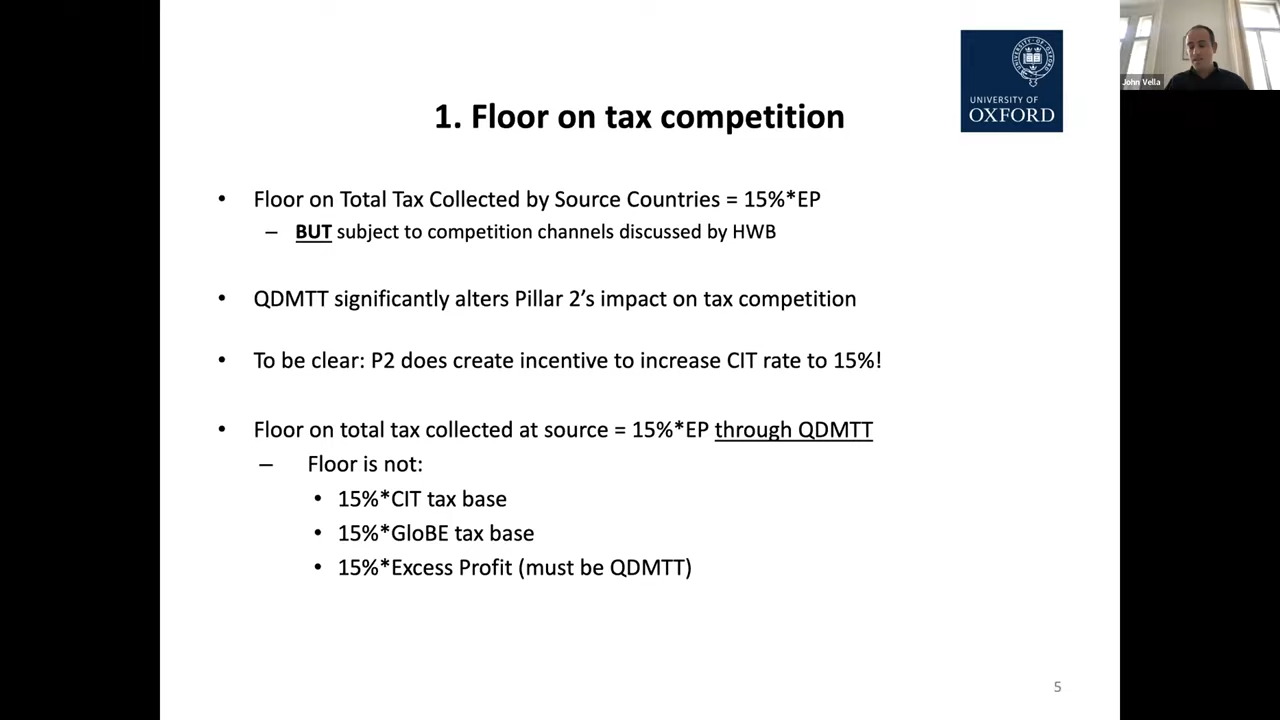 John Vella
UNIVERSITY OF
OXFORD
1. Floor on tax competition
• Floor on Total Tax Collected by Source Countries = 15%*EP
– BUT subject to competition channels discussed by HWB
• QDMTT significantly alters Pillar 2’s impact on tax competition
• To be clear: P2 does create incentive to increase CIT rate to 15%!
• Floor on total tax collected at source = 15%*EP through QDMTT
– Floor is not:
• 15%*CIT tax base
• 15%*GloBE tax base
• 15%*Excess Profit (must be QDMTT)
5